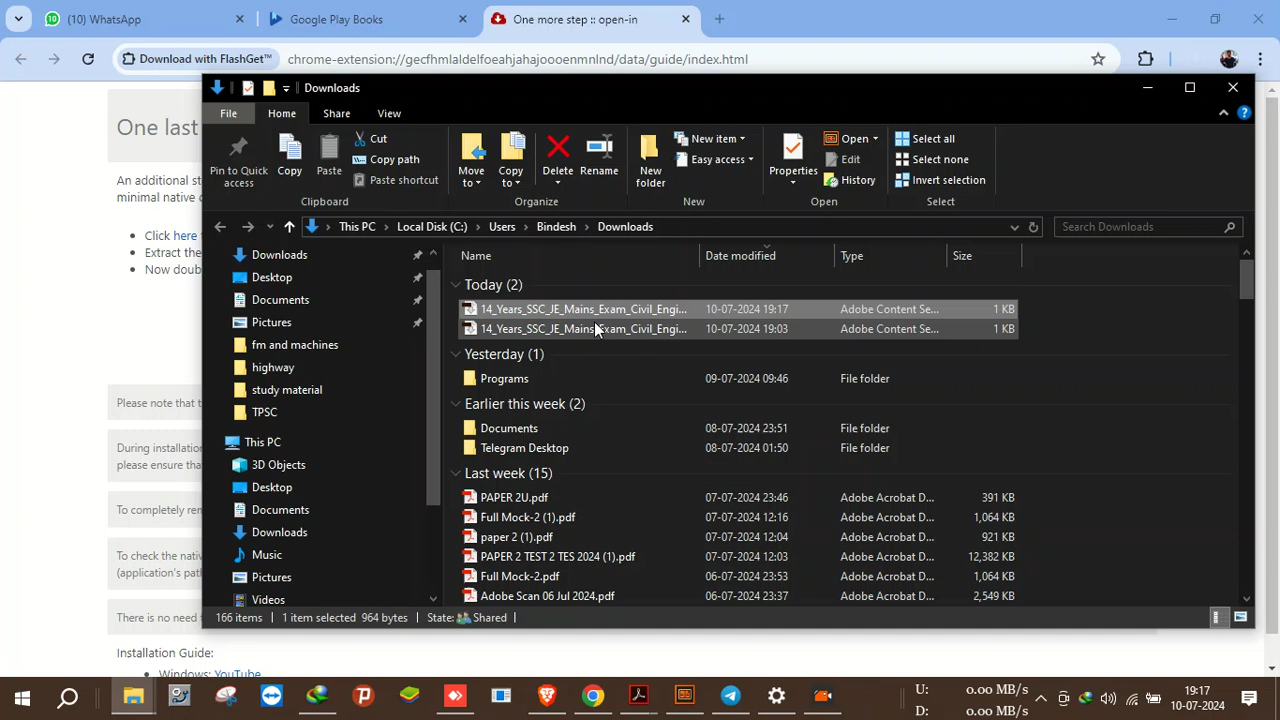 (10) WhatsApp
Google Play Books
One more step :: open-in
Download with FlashGet™
chrome-extension://gecfhmlaldelfoeahjahajoooenmnlnd/data/guide/index.html
Downloads
File Home Share View
Pin to Quick access
Copy
Paste
Cut
Copy path
Paste shortcut
Move to
Copy to
Delete
Rename
New folder
New item
Easy access
Properties
Open
Edit
History
Select all
Select none
Invert selection
Clipboard Organize New Open Select
This PC Local Disk (C:) Users Bindesh Downloads
Search Downloads
Name Date modified Type Size
Downloads
Desktop
Documents
Pictures
fm and machines
highway
study material
TPSC
This PC
3D Objects
Desktop
Documents
Downloads
Music
Pictures
Videos
Today (2)
14_Years_SSC_JE_Mains_Exam_Civil_Engi... 10-07-2024 19:17 Adobe Content Se... 1 KB
14_Years_SSC_JE_Mains_Exam_Civil_Engi... 10-07-2024 19:03 Adobe Content Se... 1 KB
Yesterday (1)
Programs 09-07-2024 09:46 File folder
Earlier this week (2)
Documents 08-07-2024 23:51 File folder
Telegram Desktop 08-07-2024 01:50 File folder
Last week (15)
PAPER 2U.pdf 07-07-2024 23:46 Adobe Acrobat D... 391 KB
Full Mock-2 (1).pdf 07-07-2024 12:16 Adobe Acrobat D... 1,064 KB
paper 2 (1).pdf 07-07-2024 12:04 Adobe Acrobat D... 921 KB
PAPER 2 TEST 2 TES 2024 (1).pdf 07-07-2024 12:03 Adobe Acrobat D... 12,382 KB
Full Mock-2.pdf 06-07-2024 23:53 Adobe Acrobat D... 1,064 KB
Adobe Scan 06 Jul 2024.pdf 06-07-2024 23:37 Adobe Acrobat D... 2,549 KB
166 items 1 item selected 964 bytes State: Shared
One last
An additional
minimal native
Click here
Extract the
Now doub
Please note that
During installation
please ensure tha
To completely
To check the
(application's
There is no need
Installation Guide:
Windows: YouTube
U: 0.00 MB/s
D: 0.00 MB/s
19:17
10-07-2024